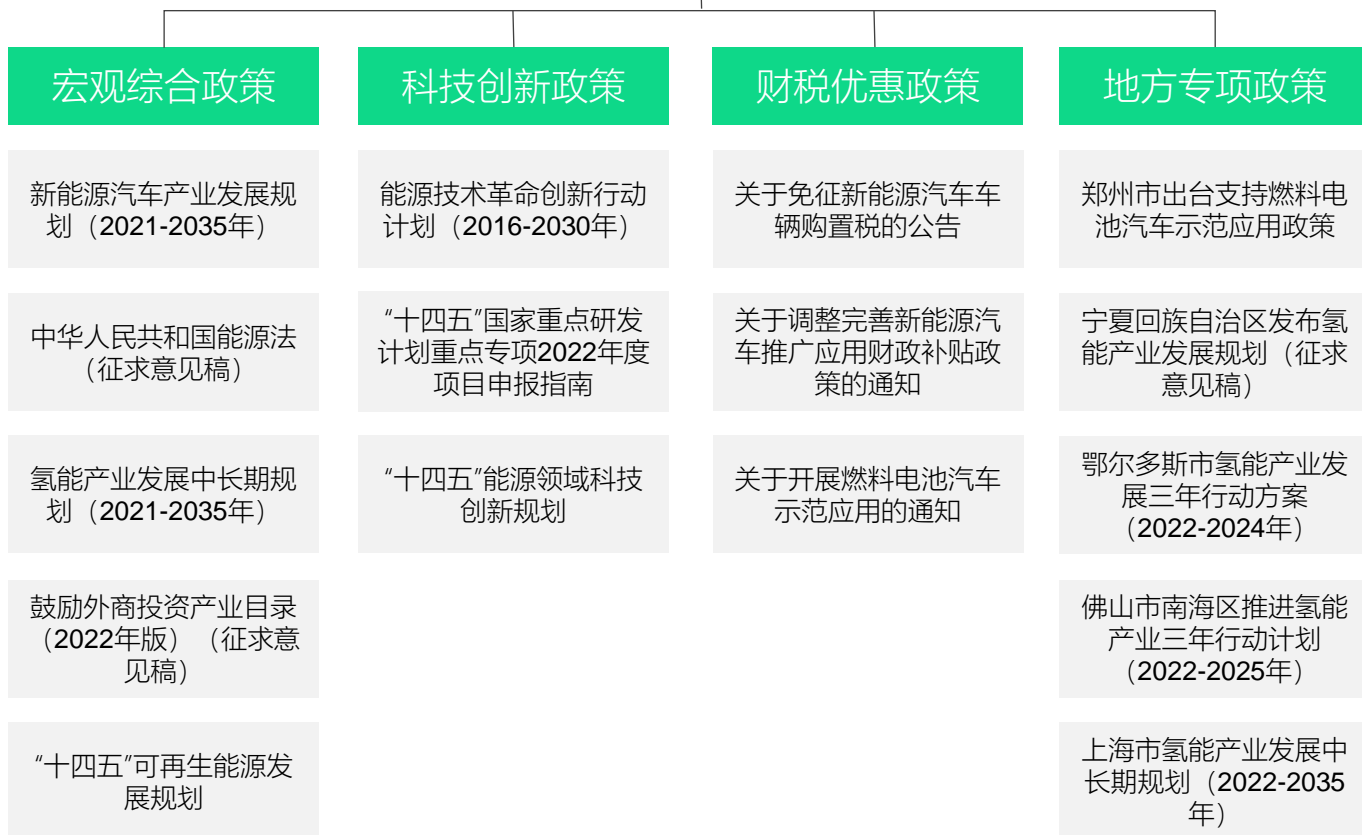 宏观综合政策
新能源汽车产业发展规
划（2021-2035年）
中华人民共和国能源法
（征求意见稿）
氢能产业发展中长期规
划（2021-2035年）
鼓励外商投资产业目录
（2022年版）（征求意
见稿）
“十四五”可再生能源发
展规划
科技创新政策
能源技术革命创新行动
计划（2016-2030年）
“十四五”国家重点研发
计划重点专项2022年度
项目申报指南
“十四五”能源领域科技
创新规划
财税优惠政策
关于免征新能源汽车车
辆购置税的公告
关于调整完善新能源汽
车推广应用财政补贴政
策的通知
关于开展燃料电池汽车
示范应用的通知
地方专项政策
郑州市出台支持燃料电
池汽车示范应用政策
宁夏回族自治区发布氢
能产业发展规划（征求
意见稿）
鄂尔多斯市氢能产业发
展三年行动方案
（2022-2024年）
佛山市南海区推进氢能
产业三年行动计划
（2022-2025年）
上海市氢能产业发展中
长期规划（2022-2035
年）